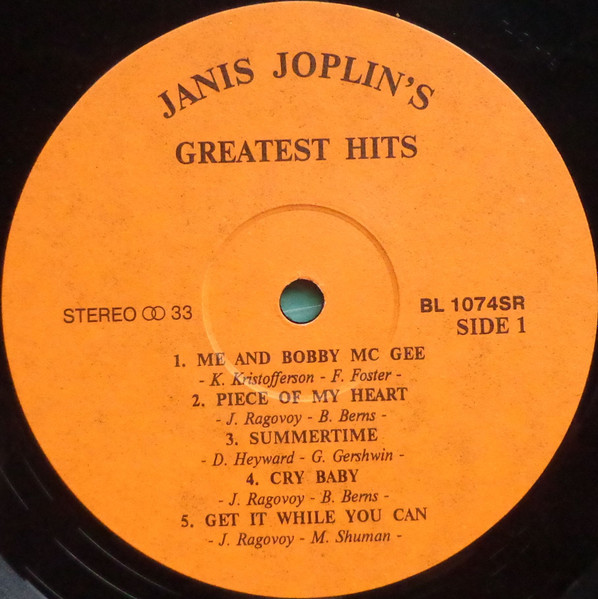 JANIS JOPLIN'S
GREATEST HITS
STEREO ꝏ 33
BL 1074SR
SIDE 1
1. ME AND BOBBY MC GEE
- K. Kristofferson - F. Foster -
2. PIECE OF MY HEART
- J. Ragovoy - B. Berns -
3. SUMMERTIME
- D. Heyward - G. Gershwin -
4. CRY BABY
- J. Ragovoy - B. Berns -
5. GET IT WHILE YOU CAN
- J. Ragovoy - M. Shuman -